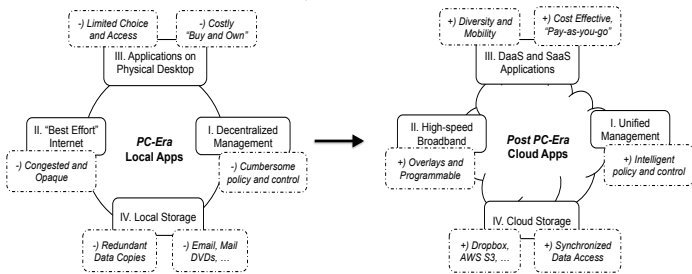 -) Limited Choice
and Access
-) Costly
“Buy and Own”
III. Applications on
Physical Desktop
II. “Best Effort”
Internet
-) Congested and
Opaque
PC-Era
Local Apps
I. Decentralized
Management
-) Cumbersome
policy and control
IV. Local Storage
-) Redundant
Data Copies
-) Email, Mail
DVDs, …
+) Diversity and
Mobility
+) Cost Effective,
“Pay-as-you-go”
III. DaaS and SaaS
Applications
II. High-speed
Broadband
+) Overlays and
Programmable
Post PC-Era
Cloud Apps
I. Unified
Management
+) Intelligent
policy and control
IV. Cloud Storage
+) Dropbox,
AWS S3, …
+) Synchronized
Data Access